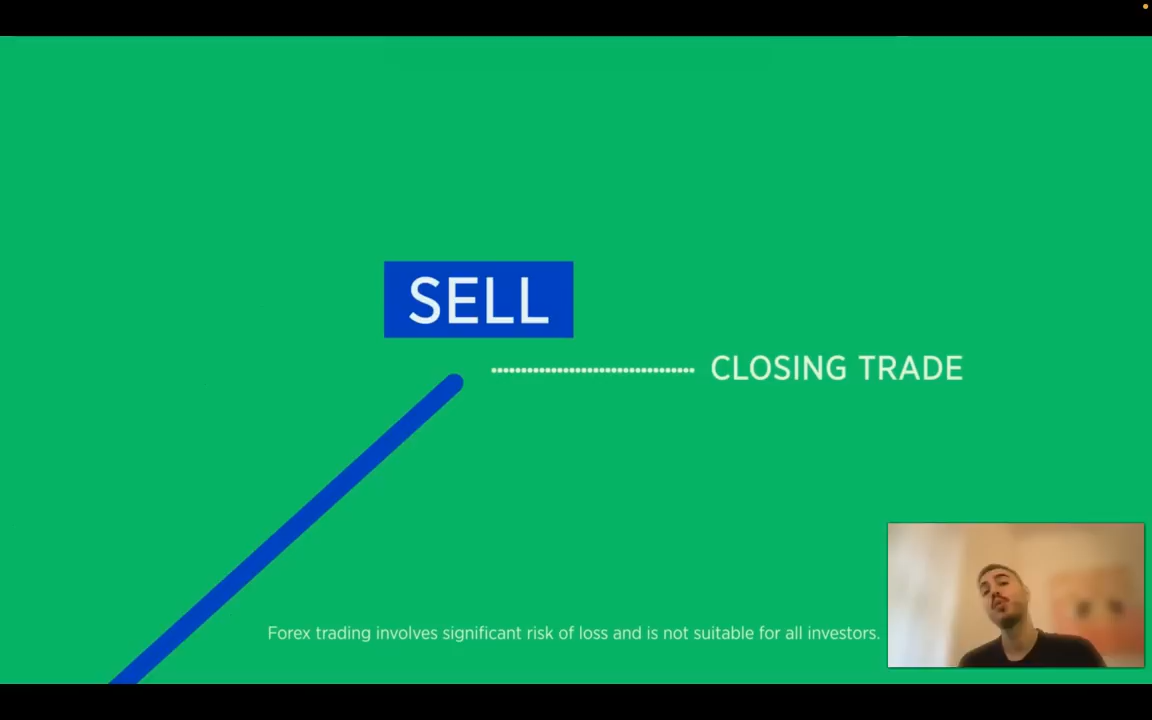 SELL
CLOSING TRADE
Forex trading involves significant risk of loss and is not suitable for all investors.